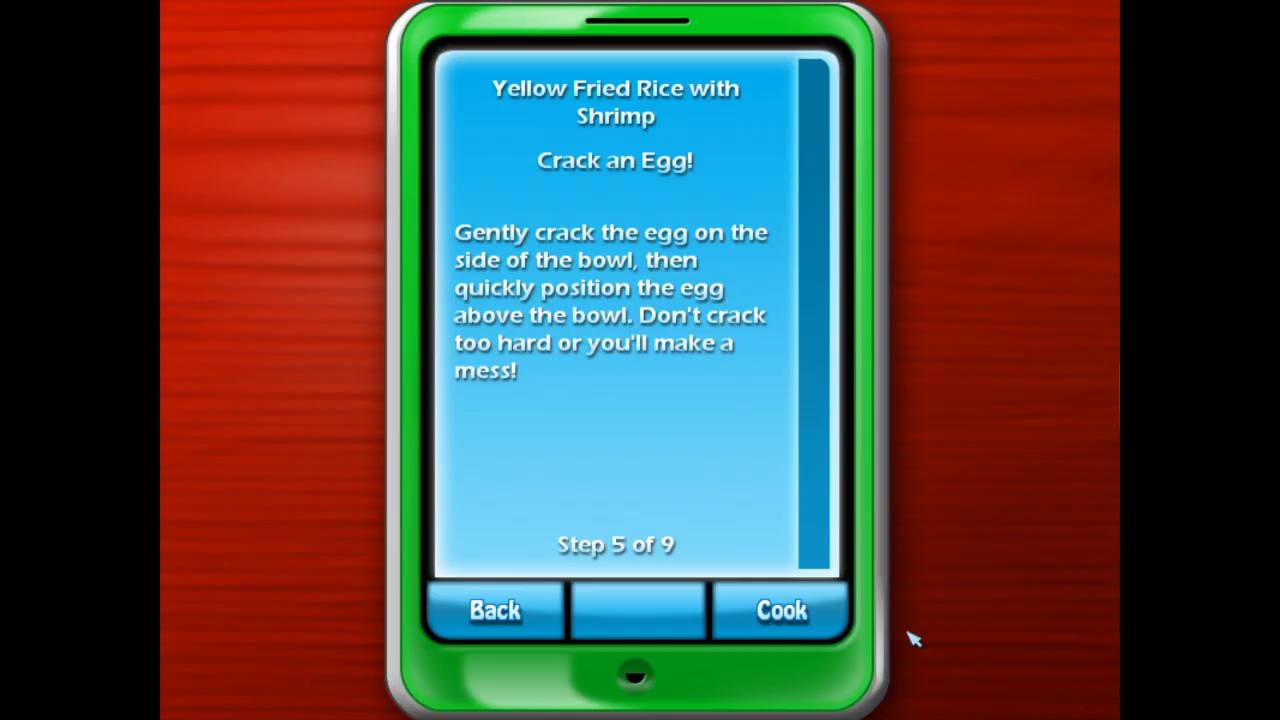 Yellow Fried Rice with
Shrimp
Crack an Egg!
Gently crack the egg on the
side of the bowl, then
quickly position the egg
above the bowl. Don't crack
too hard or you'll make a
mess!
Step 5 of 9
Back
Cook